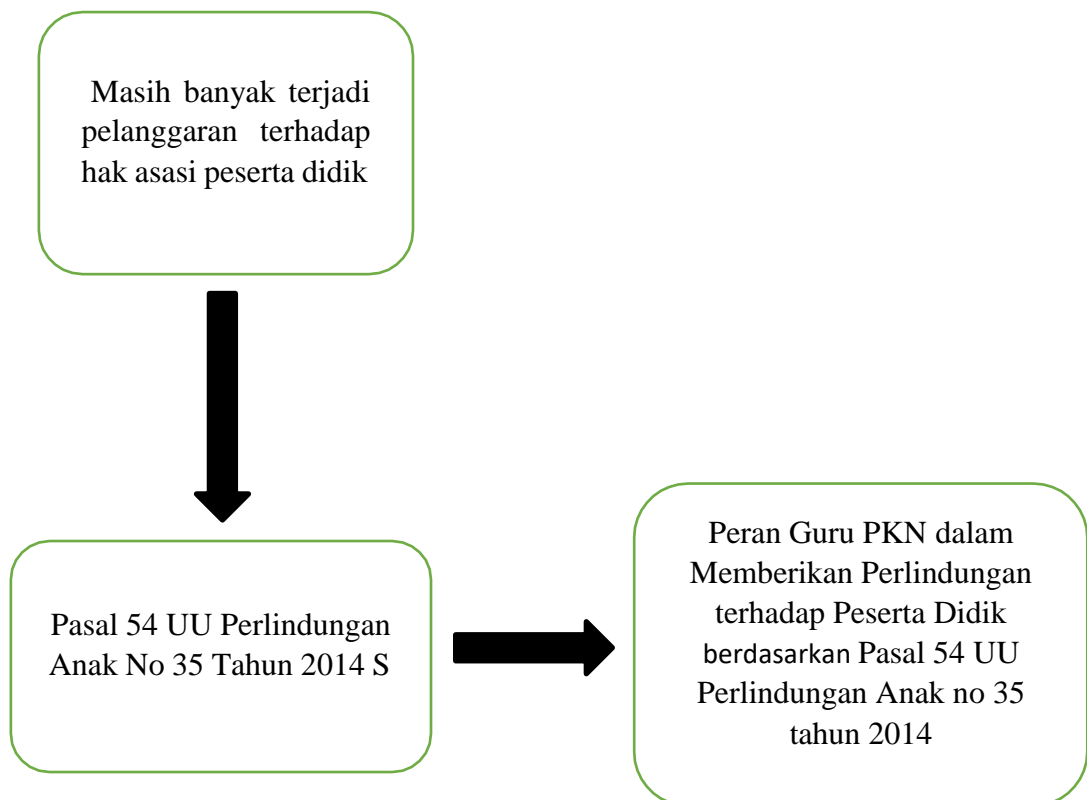 Masih banyak terjadi
pelanggaran terhadap
hak asasi peserta didik
Pasal 54 UU Perlindungan
Anak No 35 Tahun 2014 S
Peran Guru PKN dalam
Memberikan Perlindungan
terhadap Peserta Didik
berdasarkan Pasal 54 UU
Perlindungan Anak no 35
tahun 2014